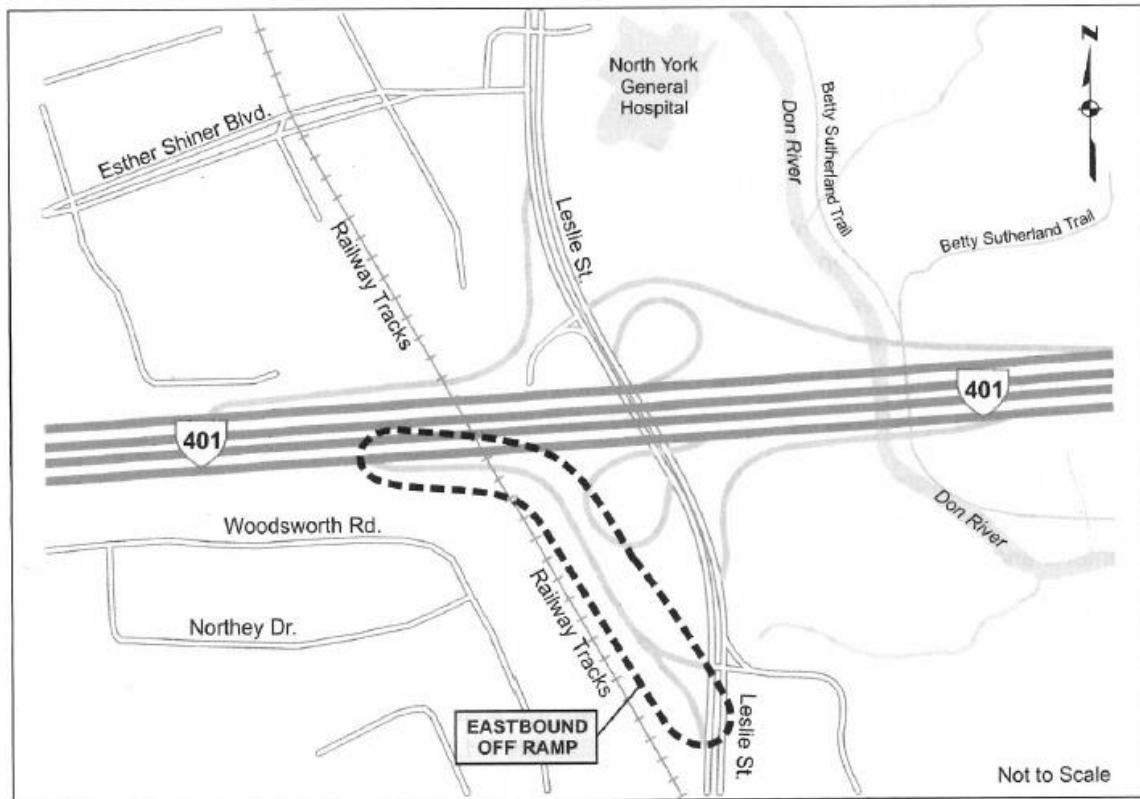 North York
General
Hospital
N
Esther Shiner Blvd.
Don River
Betty Sutherland Trail
Betty Sutherland Trail
Leslie St.
Railway Tracks
401
401
Woodsworth Rd.
Don River
Northey Dr.
Railway Tracks
EASTBOUND
OFF RAMP
Leslie St.
Not to Scale